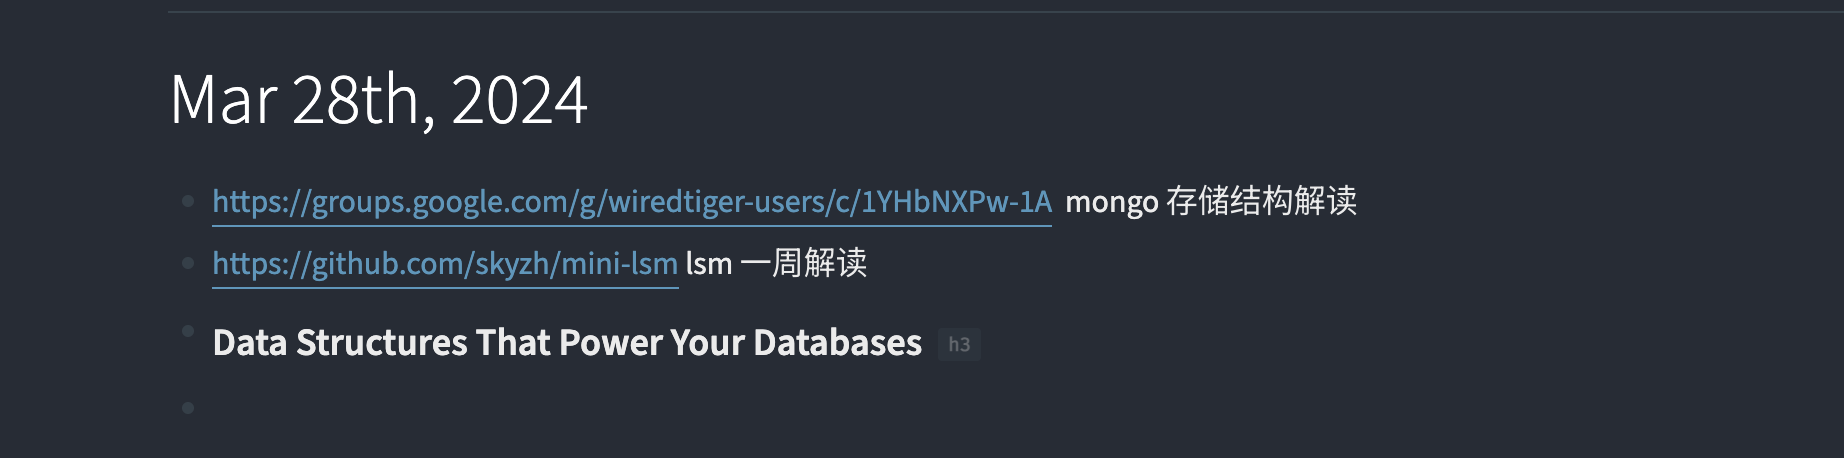 Mar 28th, 2024
https://groups.google.com/g/wiredtiger-users/c/1YHbNXPw-1A mongo 存储结构解读
https://github.com/skyzh/mini-lsm lsm 一周解读
Data Structures That Power Your Databases h3